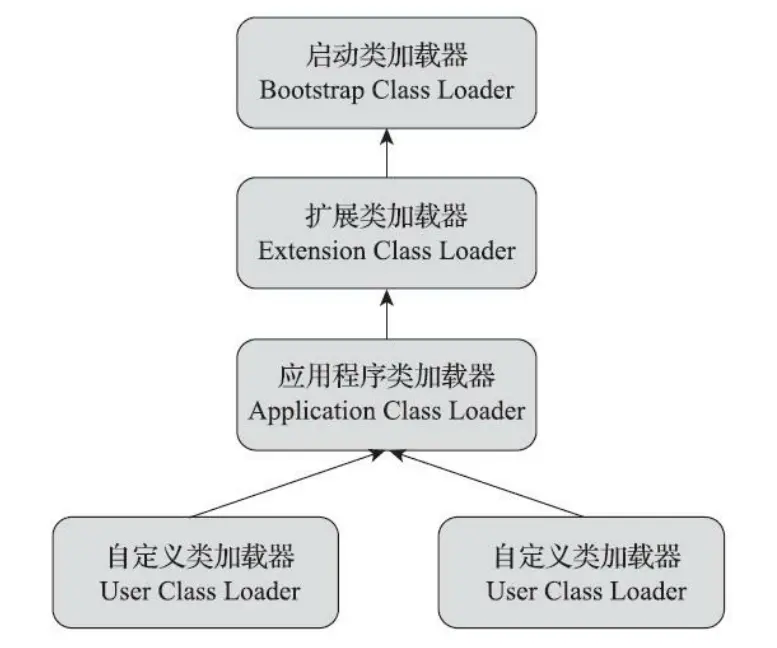 启动类加载器
Bootstrap Class Loader
扩展类加载器
Extension Class Loader
应用程序类加载器
Application Class Loader
自定义类加载器
User Class Loader
自定义类加载器
User Class Loader